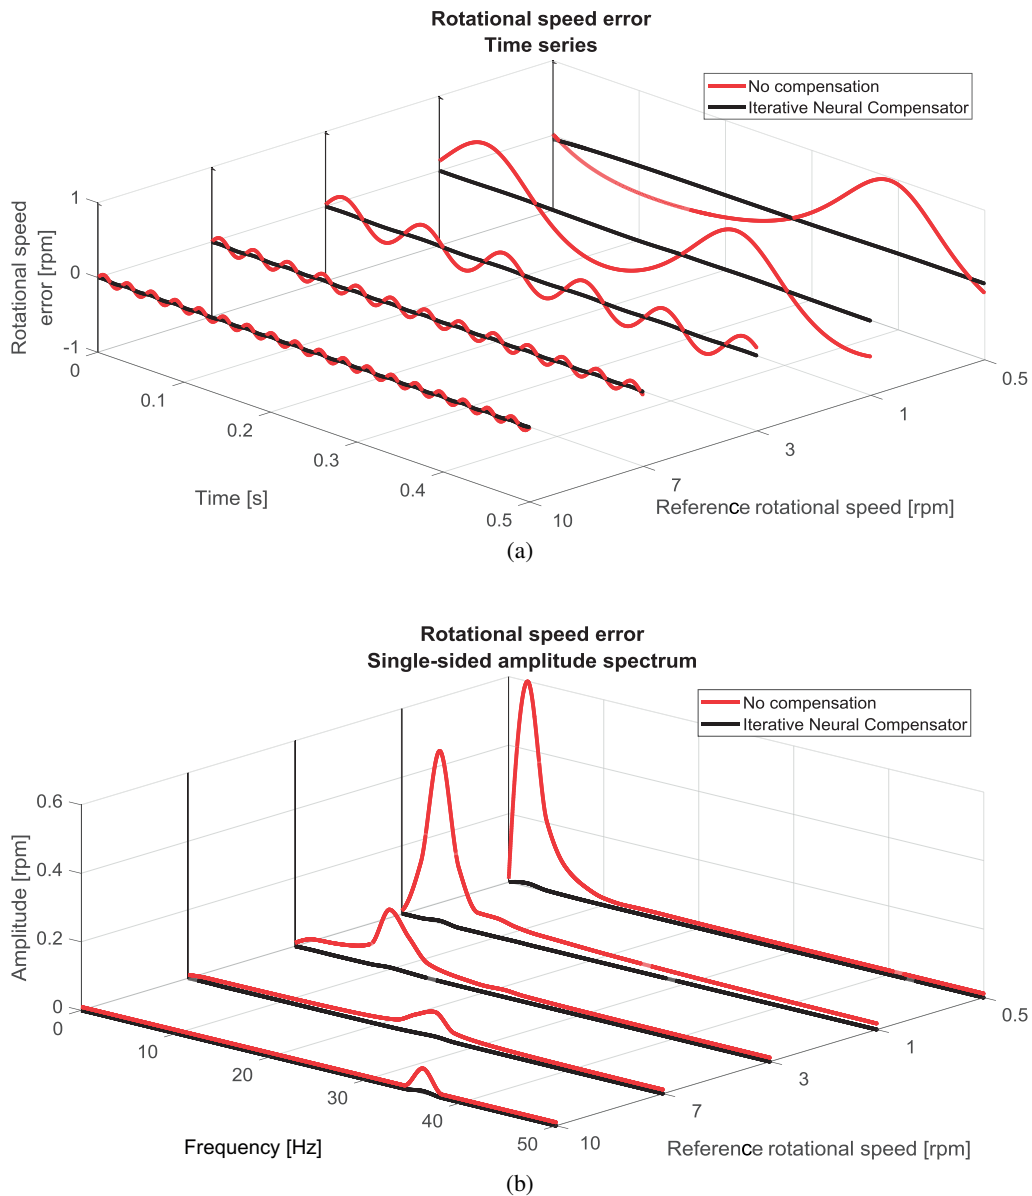 Rotational speed error
Time series
No compensation
Iterative Neural Compensator
Rotational speed
error [rpm]
1
0
-1
0
0.1
0.2
0.3
0.4
0.5
Time [s]
10
7
3
1
0.5
Reference rotational speed [rpm]
(a)
Rotational speed error
Single-sided amplitude spectrum
No compensation
Iterative Neural Compensator
Amplitude [rpm]
0.6
0.4
0.2
0
0
10
20
30
40
50
Frequency [Hz]
10
7
3
1
0.5
Reference rotational speed [rpm]
(b)